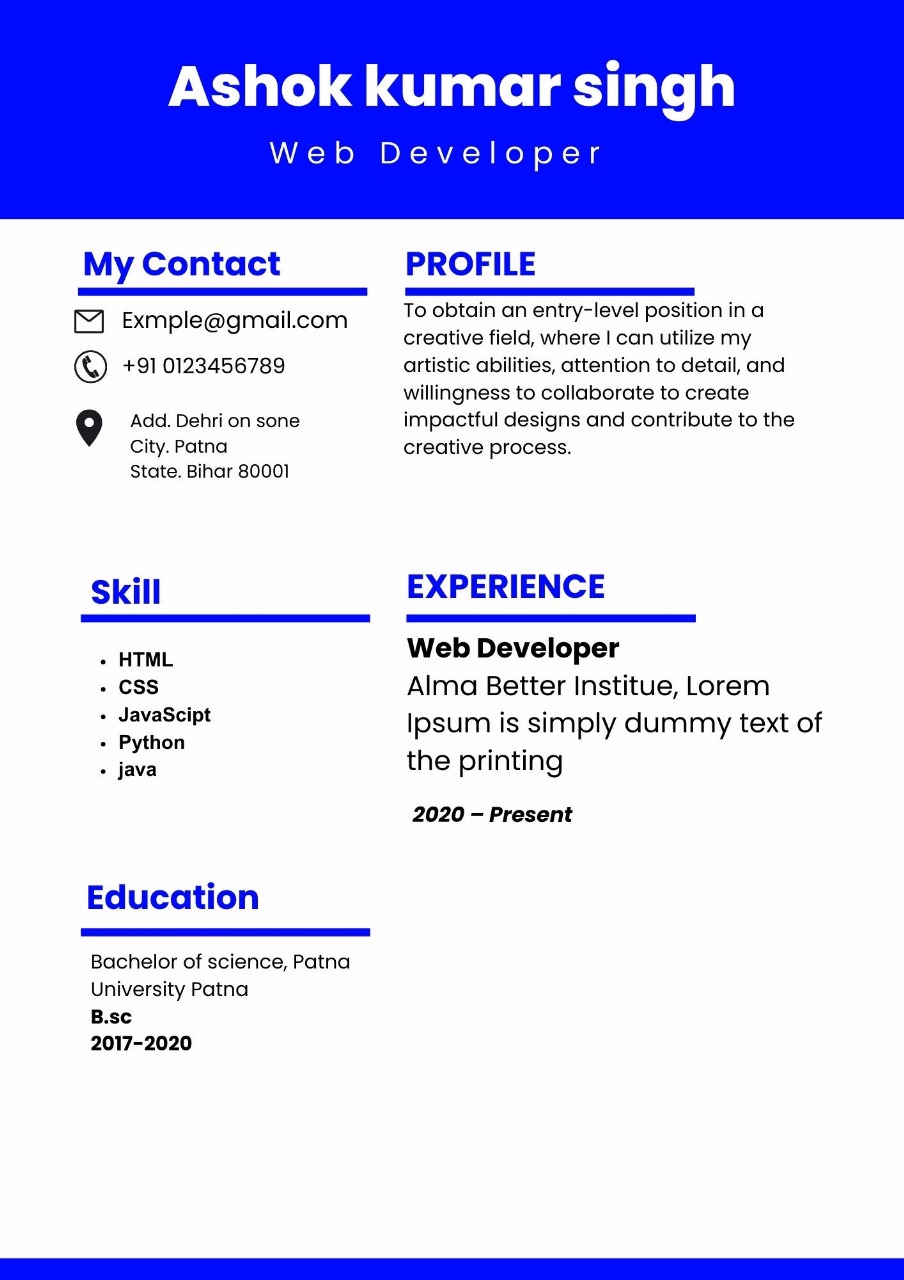 Ashok kumar singh
Web Developer
My Contact
Exmple@gmail.com
+91 0123456789
Add. Dehri on sone
City. Patna
State. Bihar 80001
PROFILE
To obtain an entry-level position in a
creative field, where I can utilize my
artistic abilities, attention to detail, and
willingness to collaborate to create
impactful designs and contribute to the
creative process.
Skill
• HTML
• CSS
• JavaScipt
• Python
• java
EXPERIENCE
Web Developer
Alma Better Institue, Lorem
Ipsum is simply dummy text of
the printing
2020 – Present
Education
Bachelor of science, Patna
University Patna
B.sc
2017-2020